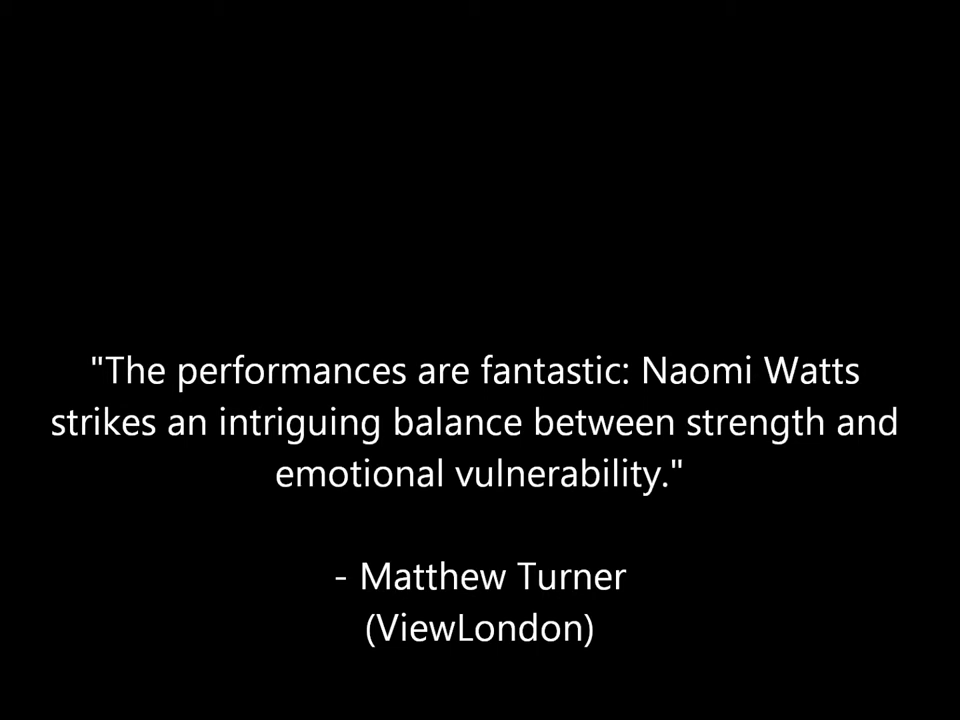 "The performances are fantastic: Naomi Watts
strikes an intriguing balance between strength and
emotional vulnerability."
- Matthew Turner
(ViewLondon)